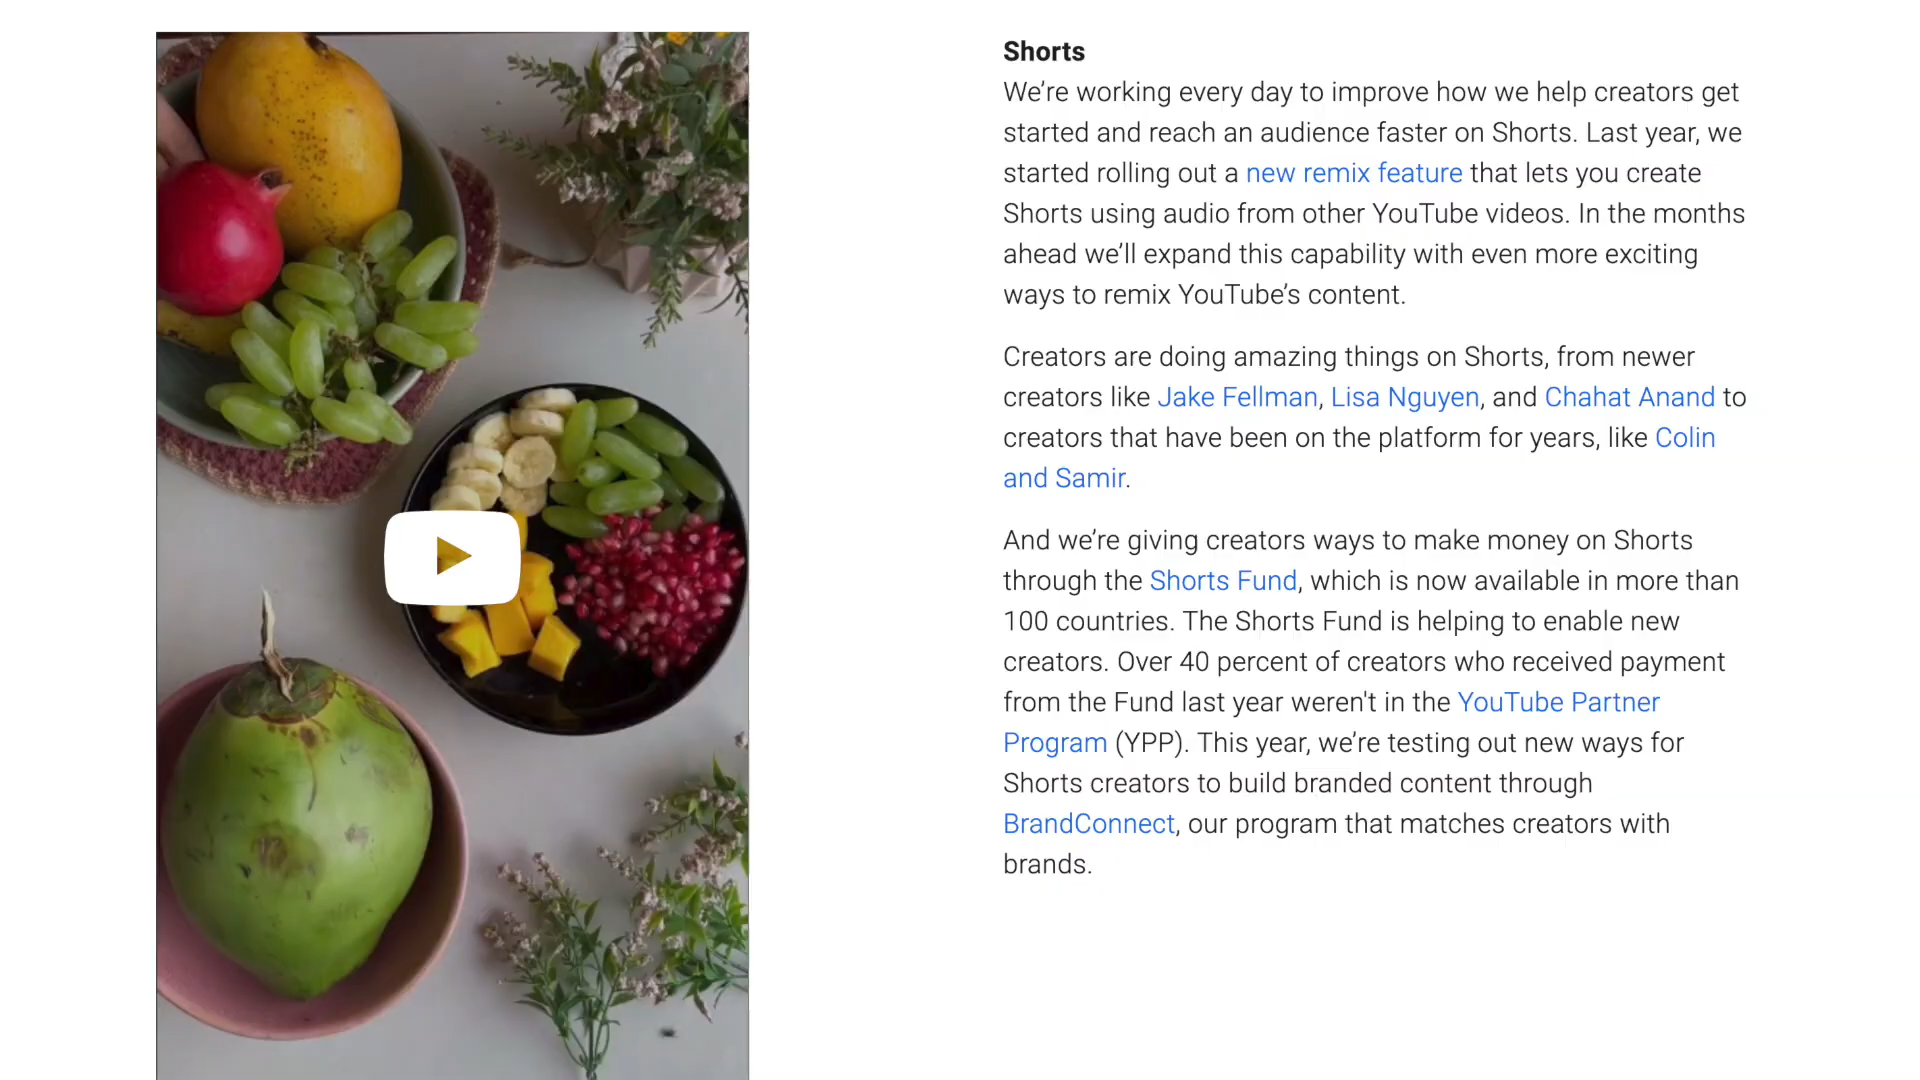 Shorts
We’re working every day to improve how we help creators get
started and reach an audience faster on Shorts. Last year, we
started rolling out a new remix feature that lets you create
Shorts using audio from other YouTube videos. In the months
ahead we’ll expand this capability with even more exciting
ways to remix YouTube’s content.
Creators are doing amazing things on Shorts, from newer
creators like Jake Fellman, Lisa Nguyen, and Chahat Anand to
creators that have been on the platform for years, like Colin
and Samir.
And we’re giving creators ways to make money on Shorts
through the Shorts Fund, which is now available in more than
100 countries. The Shorts Fund is helping to enable new
creators. Over 40 percent of creators who received payment
from the Fund last year weren't in the YouTube Partner
Program (YPP). This year, we’re testing out new ways for
Shorts creators to build branded content through
BrandConnect, our program that matches creators with
brands.